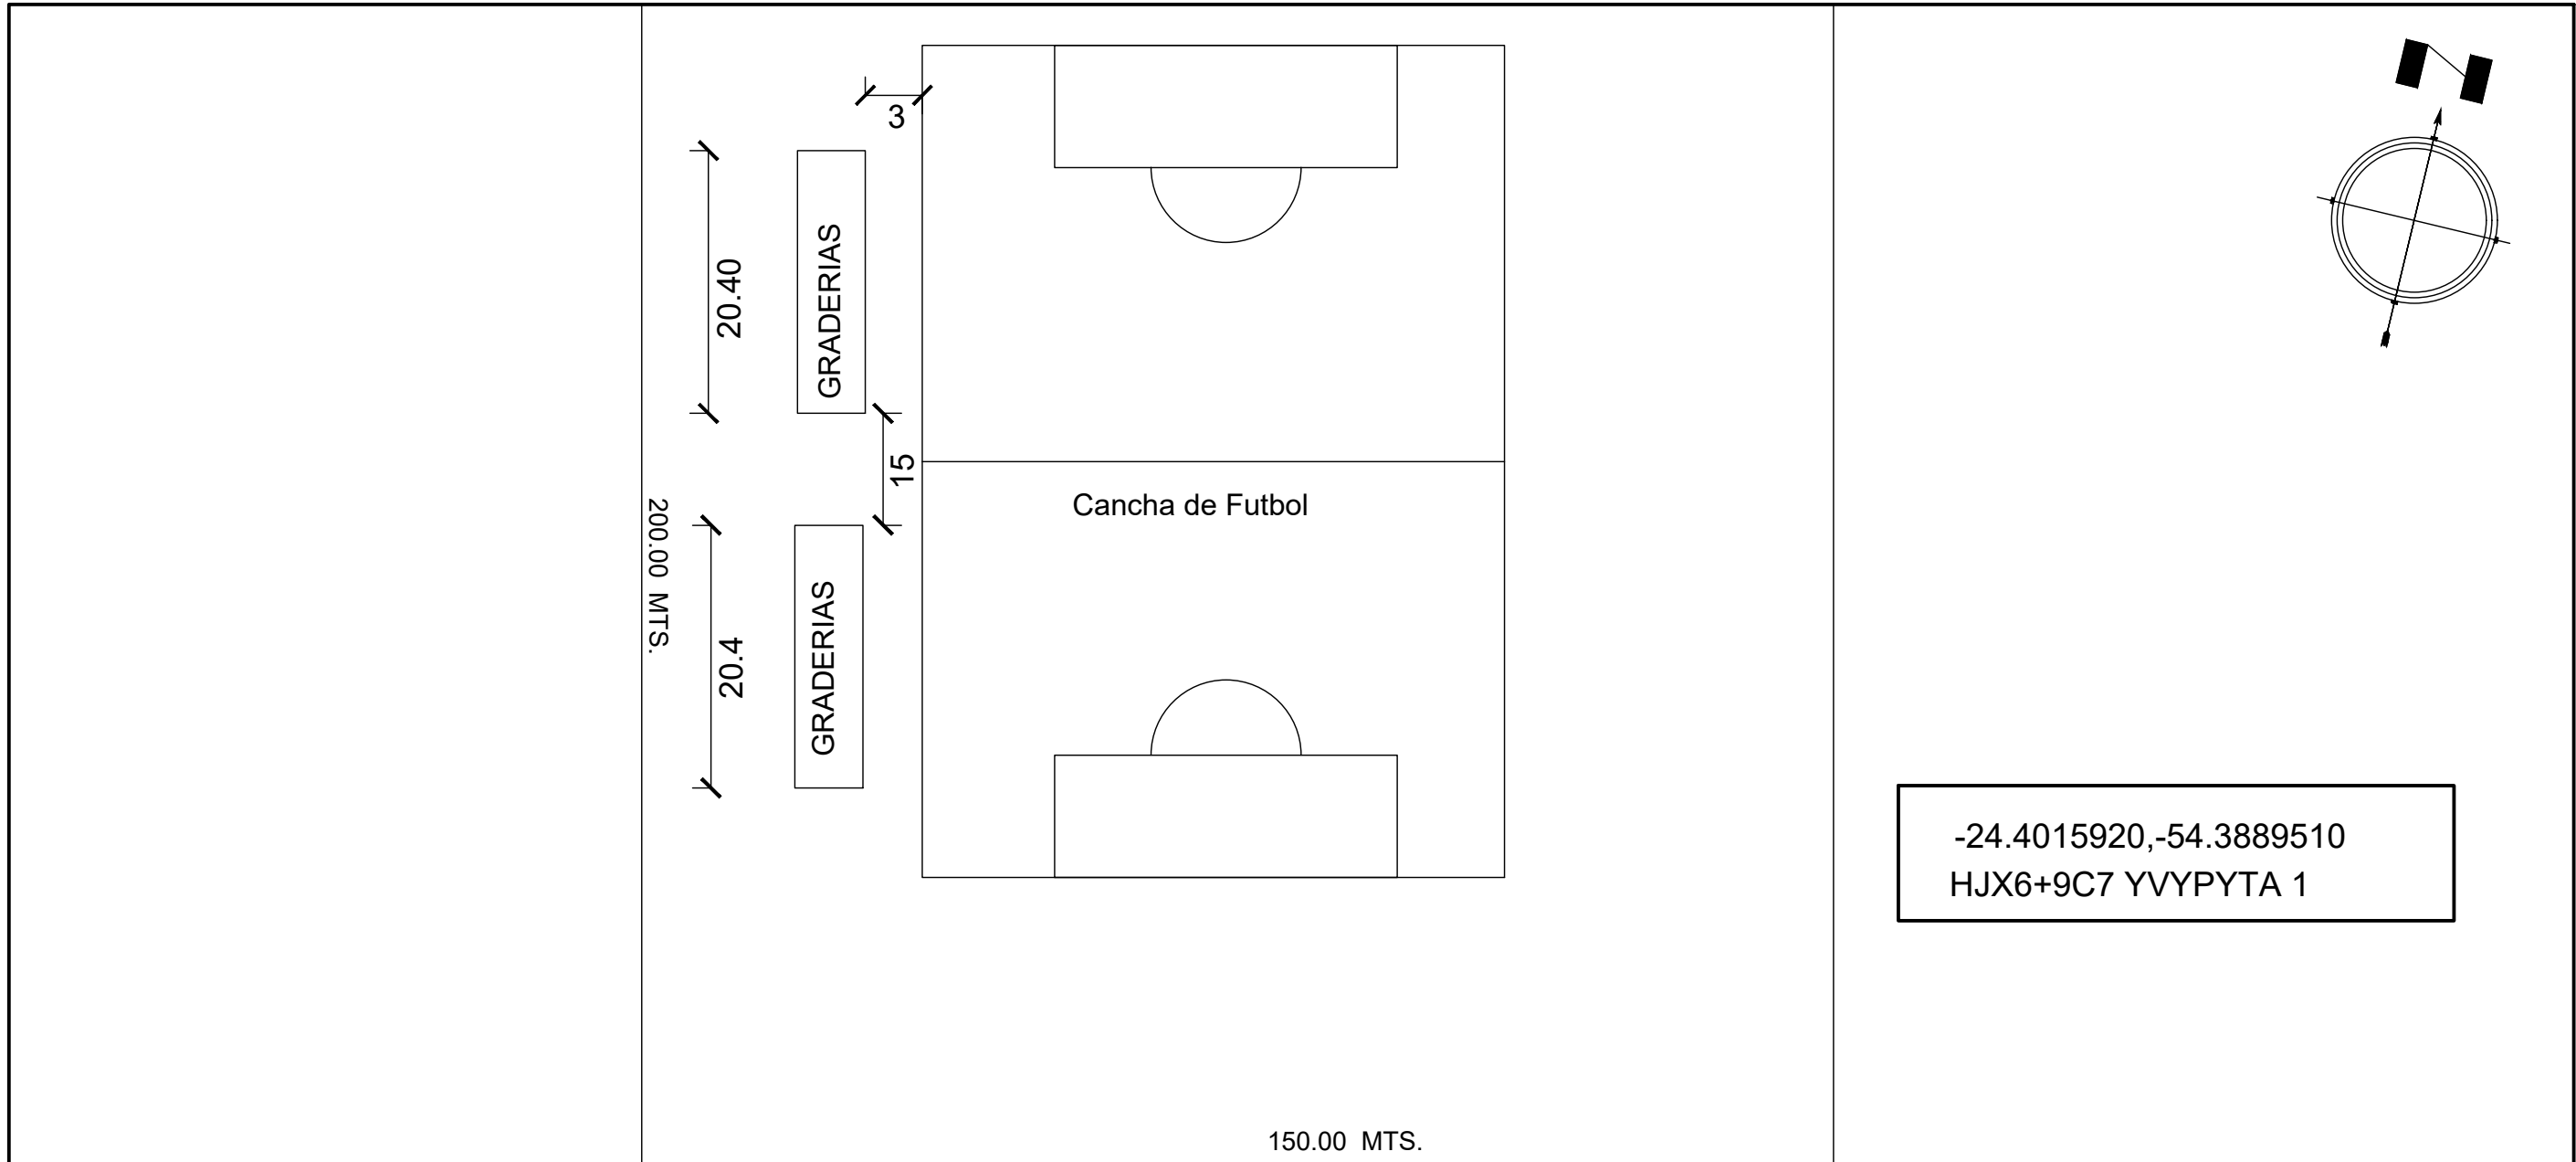 3
20.40
GRADERIAS
15
Cancha de Futbol
200.00 MTS.
20.4
GRADERIAS
-24.4015920,-54.3889510
HJX6+9C7 YVYPYTA 1
150.00 MTS.